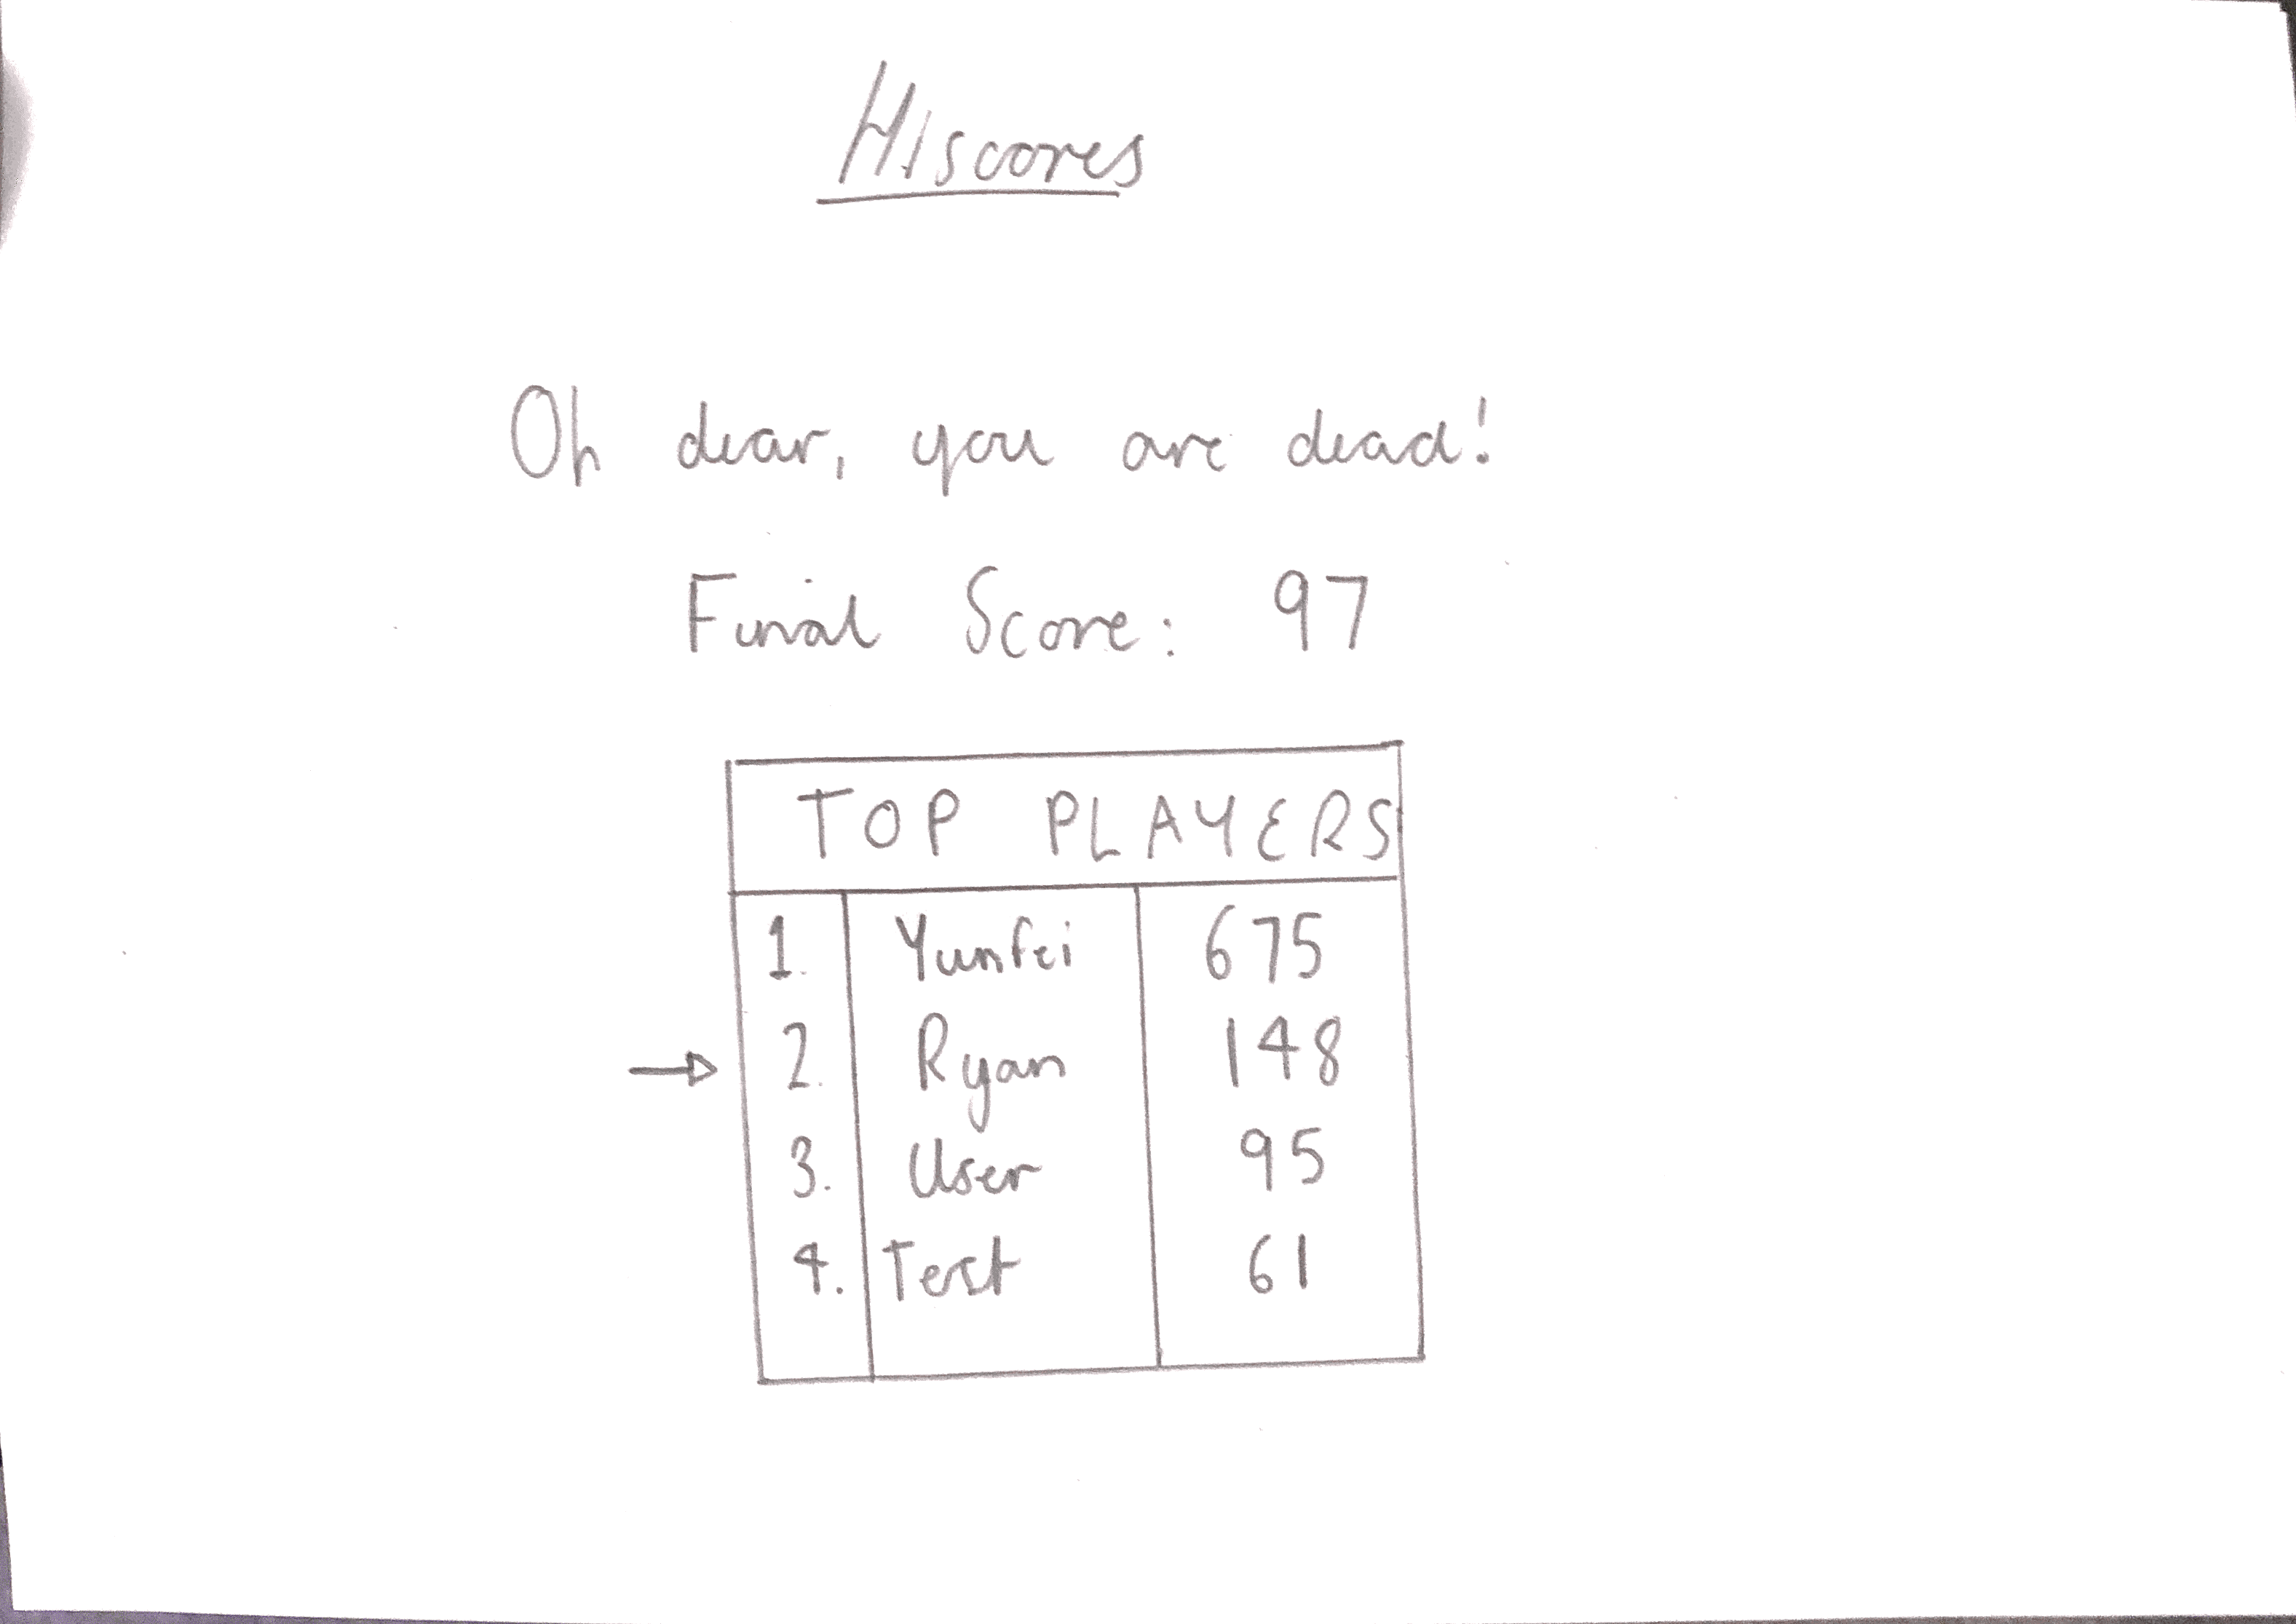 Hiscores
Oh dear, you are dead!
Final Score: 97
TOP PLAYERS
1. Yunfei 675
2. Ryan 148
3. User 95
4. Test 61